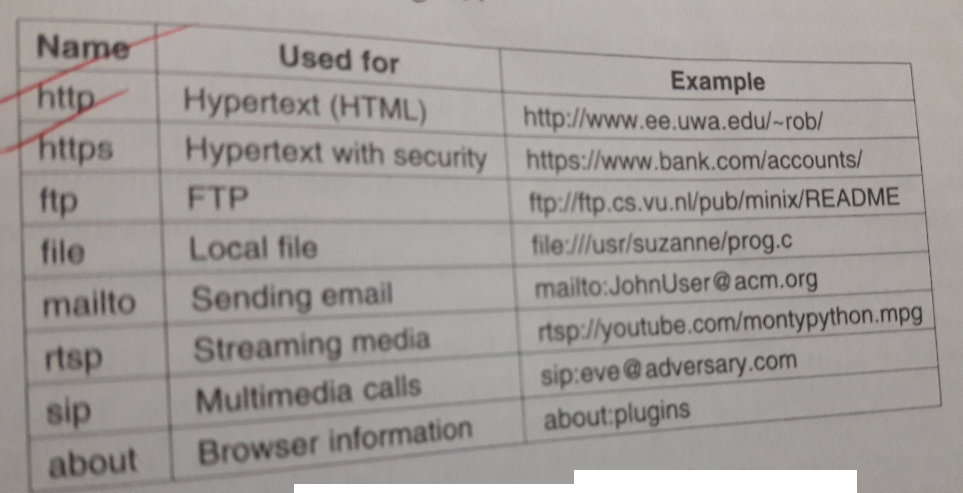 Name Used for Example
http Hypertext (HTML) http://www.ee.uwa.edu/~rob/
https Hypertext with security https://www.bank.com/accounts/
ftp FTP ftp://ftp.cs.vu.nl/pub/minix/README
file Local file file:///usr/suzanne/prog.c
mailto Sending email mailto:JohnUser@acm.org
rtsp Streaming media rtsp://youtube.com/montypython.mpg
sip Multimedia calls sip:eve@adversary.com
about Browser information about:plugins